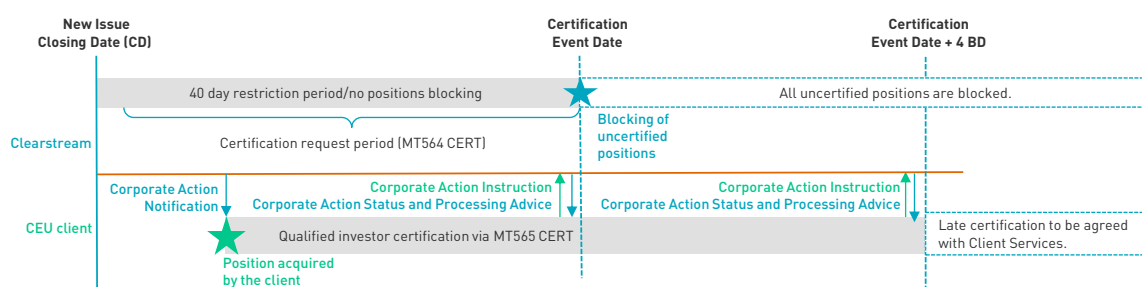 New Issue
Closing Date (CD)
Certification
Event Date
Certification
Event Date + 4 BD
40 day restriction period/no positions blocking
All uncertified positions are blocked.
Clearstream
Certification request period (MT564 CERT)
Blocking of
uncertified
positions
Corporate Action
Notification
Corporate Action Instruction
Corporate Action Status and Processing Advice
Corporate Action Instruction
Corporate Action Status and Processing Advice
CEU client
Qualified investor certification via MT565 CERT
Late certification to be agreed
with Client Services.
Position acquired
by the client